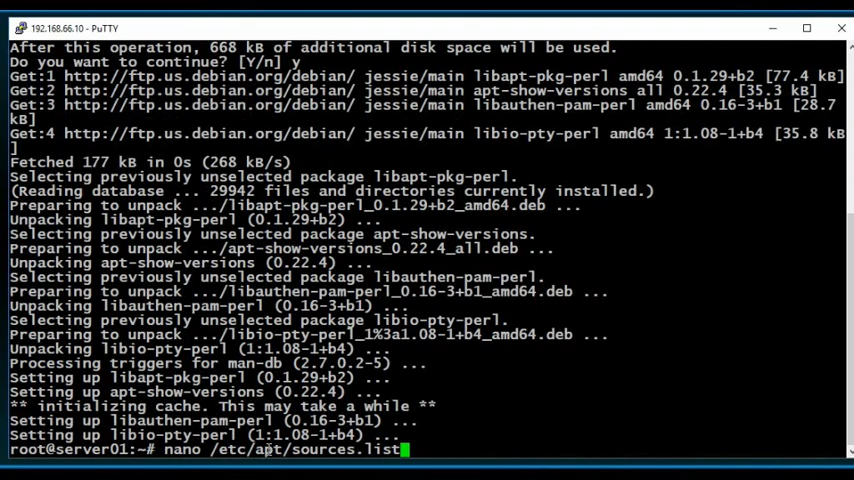 192.168.66.10 - PuTTY
After this operation, 668 kB of additional disk space will be used.
Do you want to continue? [Y/n] y
Get:1 http://ftp.us.debian.org/debian/ jessie/main libapt-pkg-perl amd64 0.1.29+b2 [77.4 kB]
Get:2 http://ftp.us.debian.org/debian/ jessie/main apt-show-versions all 0.22.4 [35.3 kB]
Get:3 http://ftp.us.debian.org/debian/ jessie/main libauthen-pam-perl amd64 0.16-3+b1 [28.7
kB]
Get:4 http://ftp.us.debian.org/debian/ jessie/main libio-pty-perl amd64 1:1.08-1+b4 [35.8 kB
]
Fetched 177 kB in 0s (268 kB/s)
Selecting previously unselected package libapt-pkg-perl.
(Reading database ... 29942 files and directories currently installed.)
Preparing to unpack .../libapt-pkg-perl_0.1.29+b2_amd64.deb ...
Unpacking libapt-pkg-perl (0.1.29+b2) ...
Selecting previously unselected package apt-show-versions.
Preparing to unpack .../apt-show-versions_0.22.4_all.deb ...
Unpacking apt-show-versions (0.22.4) ...
Selecting previously unselected package libauthen-pam-perl.
Preparing to unpack .../libauthen-pam-perl_0.16-3+b1_amd64.deb ...
Unpacking libauthen-pam-perl (0.16-3+b1) ...
Selecting previously unselected package libio-pty-perl.
Preparing to unpack .../libio-pty-perl_1%3a1.08-1+b4_amd64.deb ...
Unpacking libio-pty-perl (1:1.08-1+b4) ...
Processing triggers for man-db (2.7.0.2-5) ...
Setting up libapt-pkg-perl (0.1.29+b2) ...
Setting up apt-show-versions (0.22.4) ...
** initializing cache. This may take a while **
Setting up libauthen-pam-perl (0.16-3+b1) ...
Setting up libio-pty-perl (1:1.08-1+b4) ...
root@server01:~# nano /etc/apt/sources.list